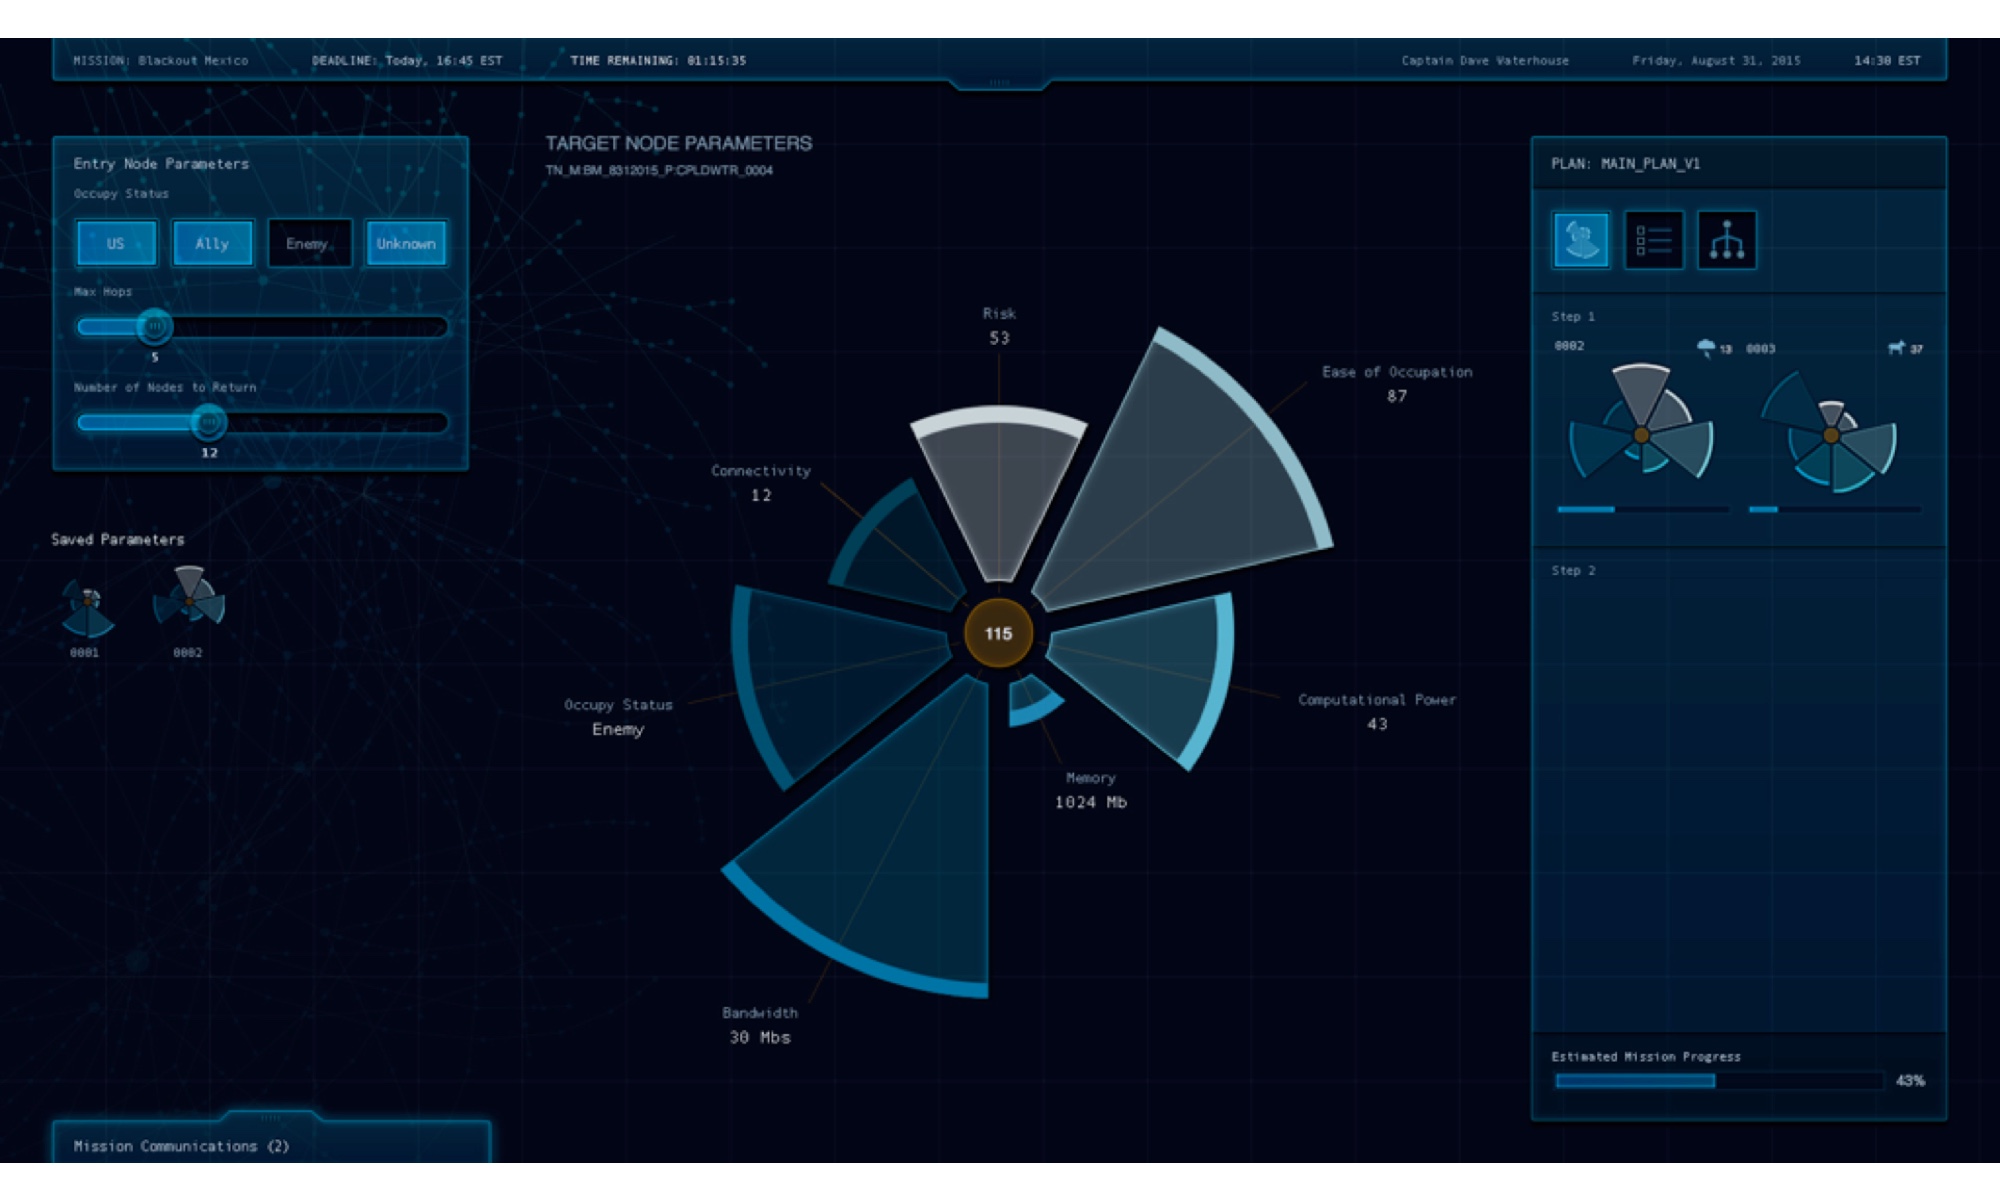 MISSION: Blackout Mexico
DEADLINE: Today, 16:45 EST
TIME REMAINING: 01:15:35
Captain Dave Waterhouse
Friday, August 31, 2015
14:30 EST
Entry Node Parameters
Occupy Status
US
Ally
Enemy
Unknown
Max Hops
5
Number of Nodes to Return
12
Saved Parameters
0001
0002
TARGET NODE PARAMETERS
TN_M:BM_8312015_P:CPLDWTR_0004
Risk
53
Ease of Occupation
87
Connectivity
12
115
Occupy Status
Enemy
Computational Power
43
Memory
1024 Mb
Bandwidth
30 Mbs
PLAN: MAIN_PLAN_V1
Step 1
0002
13
0003
37
Step 2
Estimated Mission Progress
43%
Mission Communications (2)